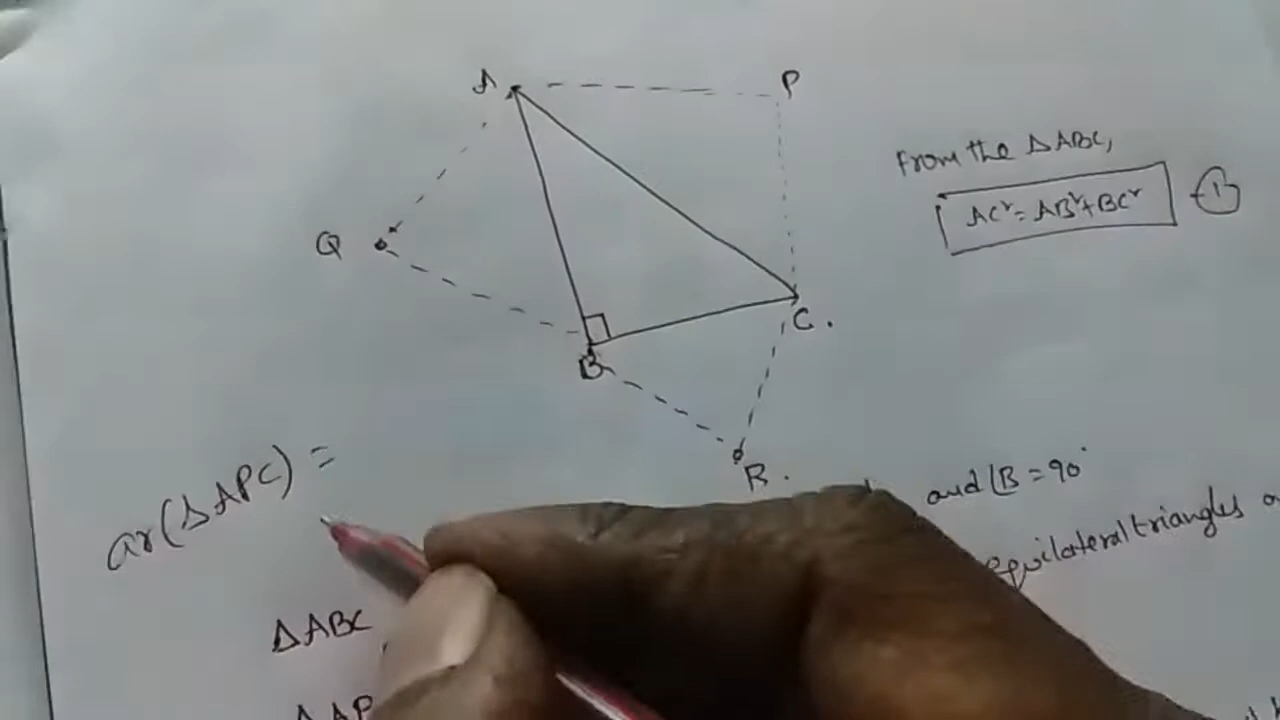 A
P
From the ΔABC,
AC² = AB² + BC² - ①
Q
C.
B
R.
ar(ΔAPC) =
and ∠B = 90°
equilateral triangles
ΔABC